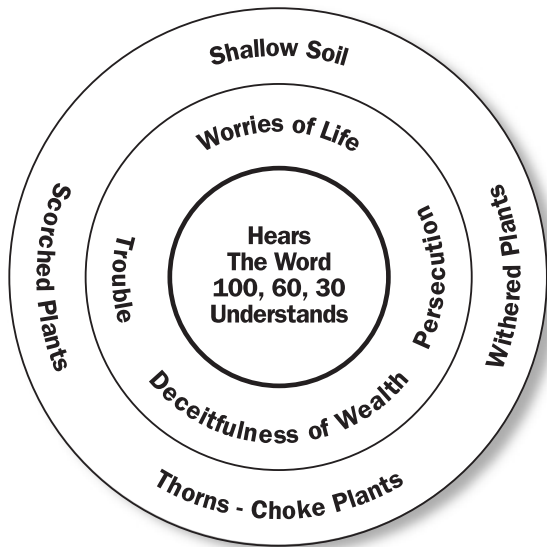 Shallow Soil
Worries of Life
Scorched Plants
Trouble
Hears
The Word
100, 60, 30
Understands
Persecution
Withered Plants
Deceitfulness of Wealth
Thorns - Choke Plants